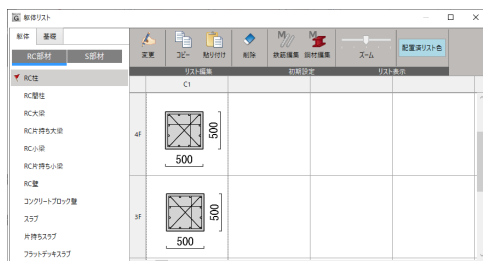 躯体リスト
躯体 基礎
RC部材 S部材
変更 コピー 貼り付け 削除 鉄筋編集 鋼材編集 ズーム 配置済リスト色
リスト編集 初期設定 リスト表示
RC柱
RC間柱
RC大梁
RC片持ち大梁
RC小梁
RC片持ち小梁
RC壁
コンクリートブロック壁
スラブ
片持ちスラブ
フラットデッキスラブ
C1
4F
500
500
3F
500
500